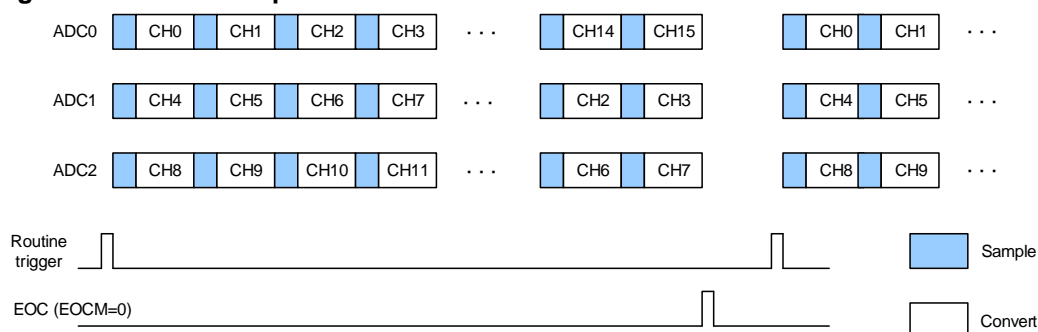 ADC0 CH0 CH1 CH2 CH3 ... CH14 CH15 CH0 CH1 ...
ADC1 CH4 CH5 CH6 CH7 ... CH2 CH3 CH4 CH5 ...
ADC2 CH8 CH9 CH10 CH11 ... CH6 CH7 CH8 CH9 ...
Routine
trigger
Sample
EOC (EOCM=0)
Convert